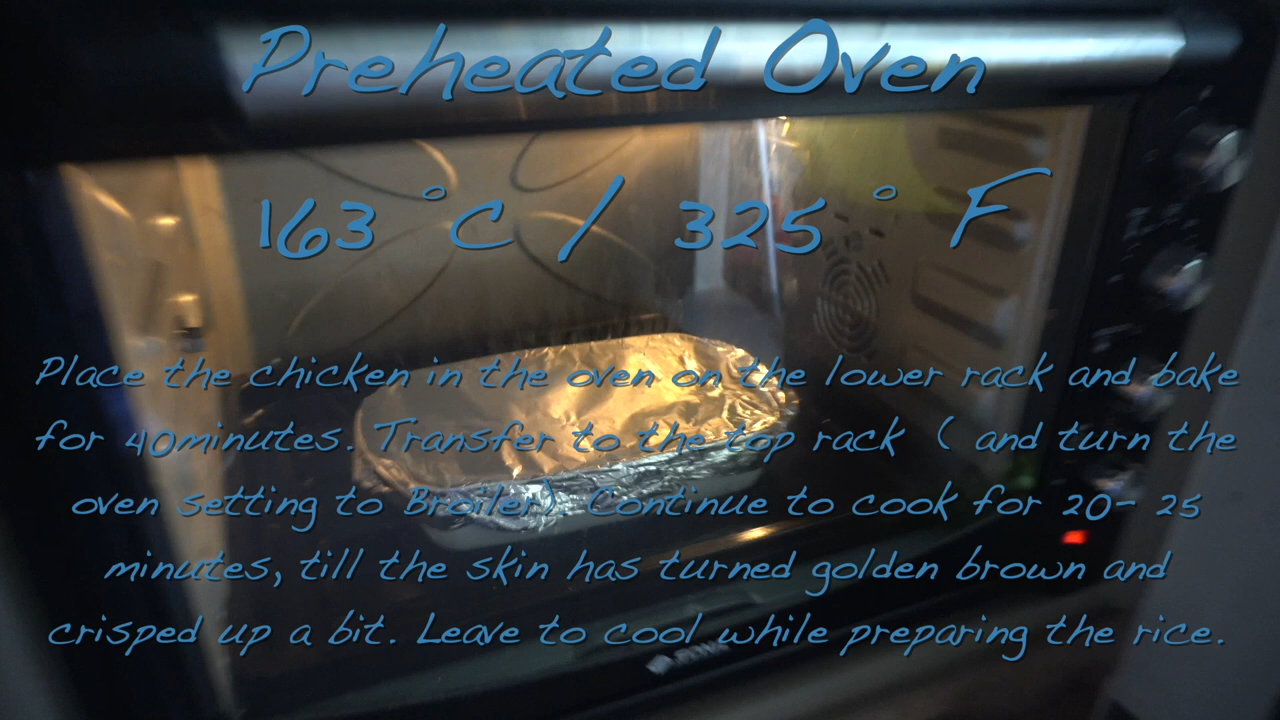 Preheated Oven
163 °C / 325 ° F
Place the chicken in the oven on the lower rack and bake
for 40minutes. Transfer to the top rack ( and turn the
oven setting to Broiler). Continue to cook for 20- 25
minutes, till the skin has turned golden brown and
crisped up a bit. Leave to cool while preparing the rice.